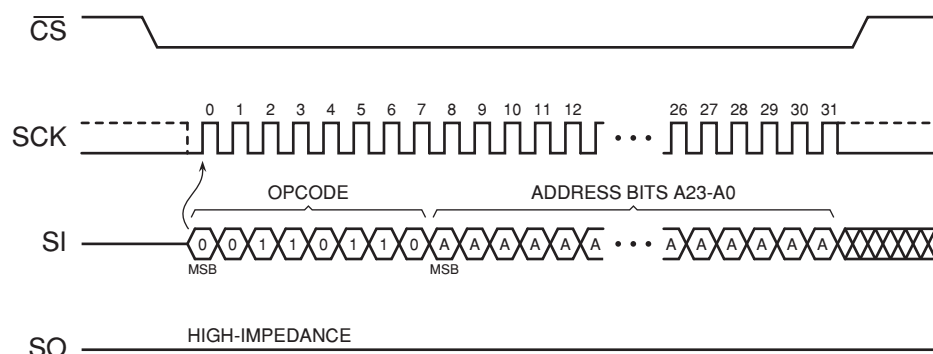 CS
0 1 2 3 4 5 6 7 8 9 10 11 12 26 27 28 29 30 31
SCK
OPCODE ADDRESS BITS A23-A0
SI 0 0 1 1 0 1 1 0 A A A A A A A A A A A A
MSB MSB
HIGH-IMPEDANCE
SO